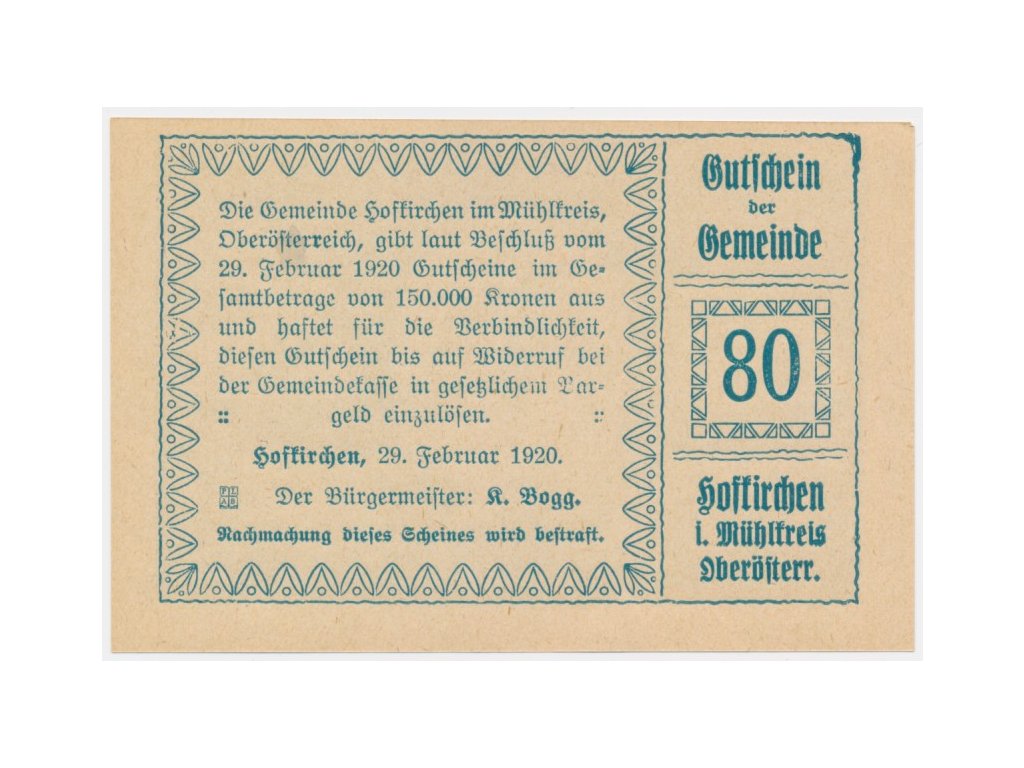 Die Gemeinde Hofkirchen im Mühlkreis,
Oberösterreich, gibt laut Beschluß vom
29. Februar 1920 Gutscheine im Ge-
samtbetrage von 150.000 Kronen aus
und haftet für die Verbindlichkeit,
diesen Gutschein bis auf Widerruf bei
der Gemeindekasse in gesetzlichem Bar-
:: geld einzulösen. ::
Hofkirchen, 29. Februar 1920.
Der Bürgermeister: K. Bogg.
Nachmachung dieses Scheines wird bestraft.
Gutschein
der
Gemeinde
80
Hofkirchen
i. Mühlkreis
Oberösterr.